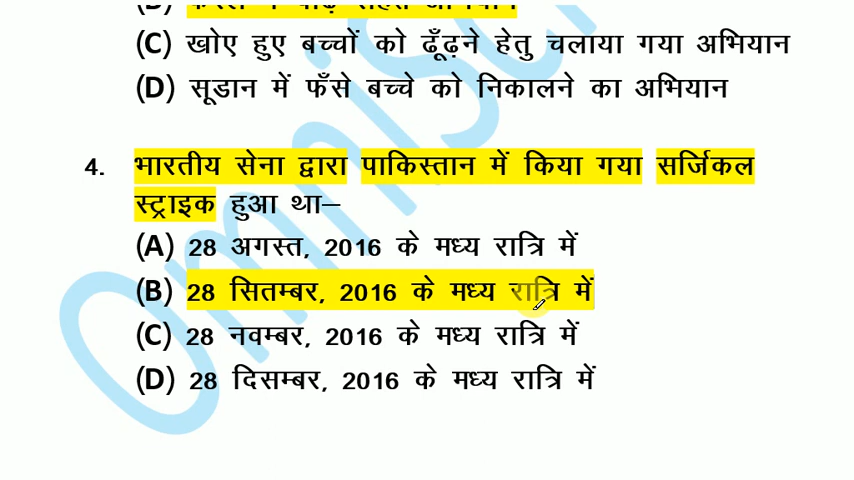 (C) खोए हुए बच्चों को ढूँढ़ने हेतु चलाया गया अभियान
(D) सूडान में फँसे बच्चे को निकालने का अभियान
4. भारतीय सेना द्वारा पाकिस्तान में किया गया सर्जिकल
स्ट्राइक हुआ था–
(A) 28 अगस्त, 2016 के मध्य रात्रि में
(B) 28 सितम्बर, 2016 के मध्य रात्रि में
(C) 28 नवम्बर, 2016 के मध्य रात्रि में
(D) 28 दिसम्बर, 2016 के मध्य रात्रि में